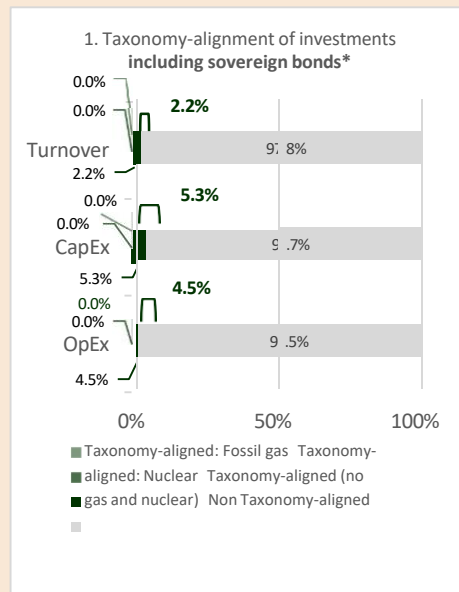 1. Taxonomy-alignment of investments
including sovereign bonds*
0.0%
0.0%
2.2%
Turnover
97.8%
2.2%
0.0%
5.3%
0.0%
CapEx
5.3%
0.0%
4.5%
0.0%
OpEx
4.5%
0% 50% 100%
Taxonomy-aligned: Fossil gas Taxonomy-
aligned: Nuclear Taxonomy-aligned (no
gas and nuclear) Non Taxonomy-aligned